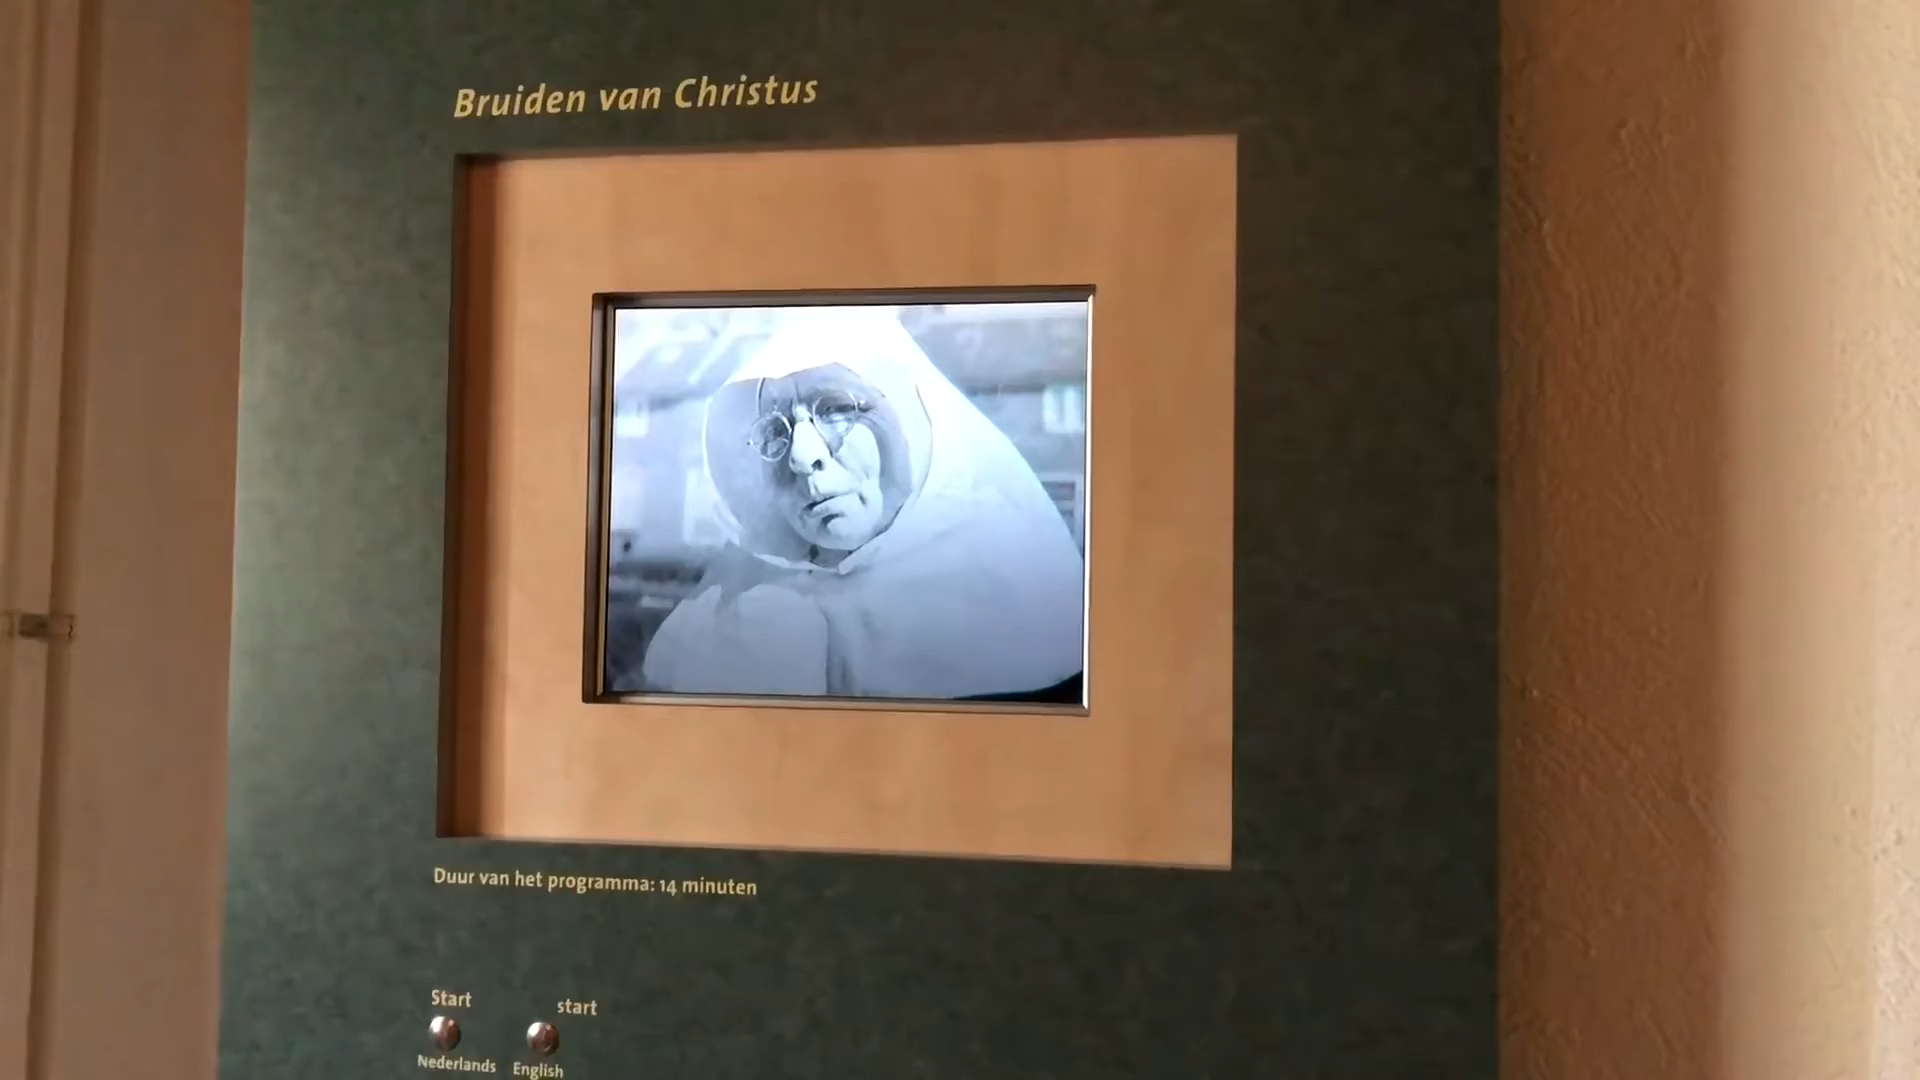 Bruiden van Christus
Duur van het programma: 14 minuten
Start start
Nederlands English